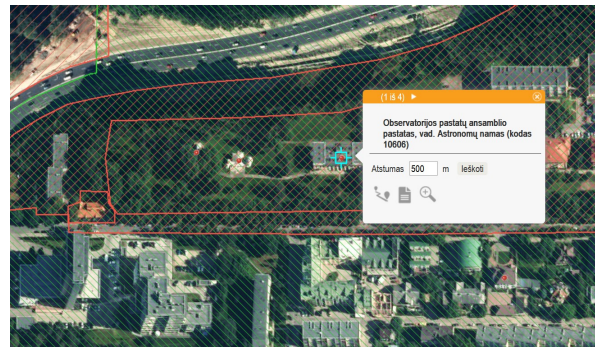 (1 iš 4)
Observatorijos pastatų ansamblio
pastatas, vad. Astronomų namas (kodas
10606)
Atstumas 500 m Ieškoti